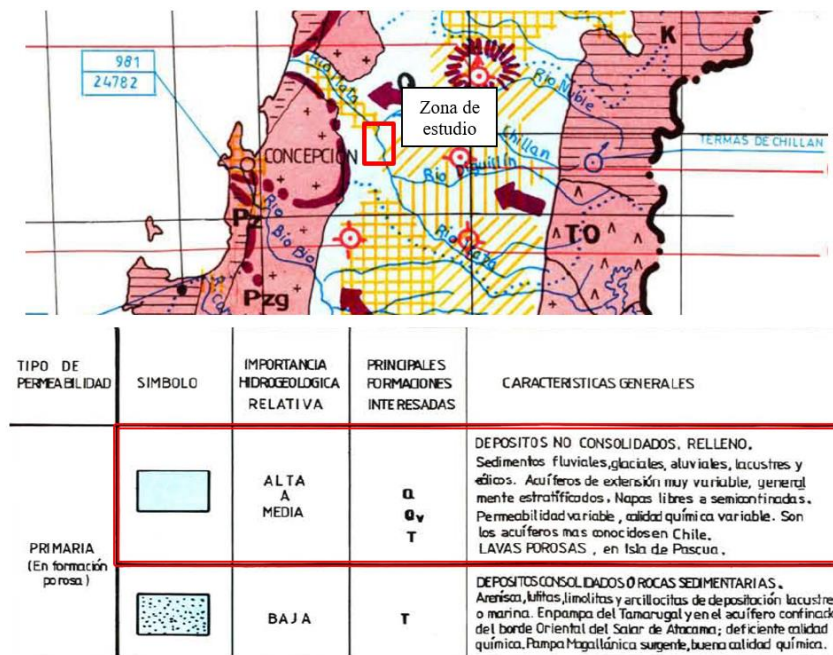 981
24782
Rio Itata
Q
Zona de
estudio
K
Rio Ñuble
Chillan
TERMAS DE CHILLAN
CONCEPCIÓN
Rio Diguillin
Pz
Rio
Bio Bio
Rio Itata
TO
Pzg
TIPO DE
PERMEABILIDAD
SIMBOLO
IMPORTANCIA
HIDROGEOLOGICA
RELATIVA
PRINCIPALES
FORMACIONES
INTERESADAS
CARACTERISTICAS GENERALES
PRIMARIA
(En formación
porosa)
ALTA
A
MEDIA
Q
Qv
T
DEPOSITOS NO CONSOLIDADOS. RELLENO.
Sedimentos fluviales, glaciales, aluviales, lacustres y
eólicos. Acuíferos de extensión muy variable, general
mente estratificados. Napas libres a semiconfinadas.
Permeabilidad variable, calidad química variable. Son
los acuíferos mas conocidos en Chile.
LAVAS POROSAS, en Isla de Pascua.
BAJA
T
DEPOSITOS CONSOLIDADOS Ó ROCAS SEDIMENTARIAS.
Arenisca, lutitas, limolitas y arcillocitas de depositación lacustre
o marina. En pampa del Tamarugal y en el acuífero confinado
del borde Oriental del Salar de Atacama; deficiente calidad
química. Pampa Magallánica surgente, buena calidad química.